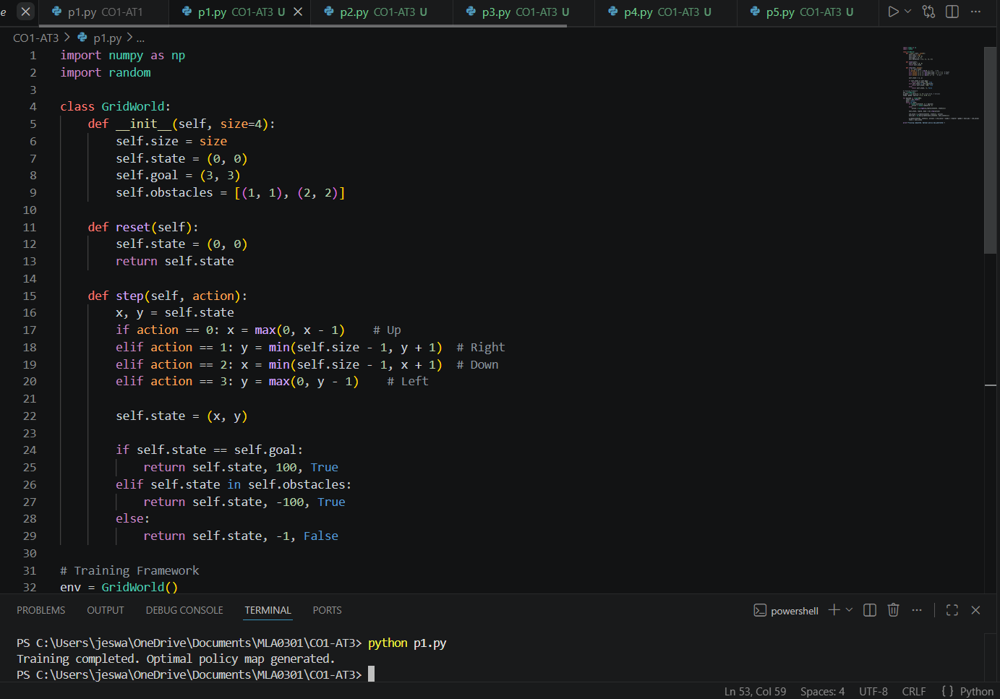 e p1.py CO1-AT1 p1.py CO1-AT3 U p2.py CO1-AT3 U p3.py CO1-AT3 U p4.py CO1-AT3 U p5.py CO1-AT3 U
CO1-AT3 > p1.py > ...
1 import numpy as np
2 import random
3
4 class GridWorld:
5 def __init__(self, size=4):
6 self.size = size
7 self.state = (0, 0)
8 self.goal = (3, 3)
9 self.obstacles = [(1, 1), (2, 2)]
10
11 def reset(self):
12 self.state = (0, 0)
13 return self.state
14
15 def step(self, action):
16 x, y = self.state
17 if action == 0: x = max(0, x - 1) # Up
18 elif action == 1: y = min(self.size - 1, y + 1) # Right
19 elif action == 2: x = min(self.size - 1, x + 1) # Down
20 elif action == 3: y = max(0, y - 1) # Left
21
22 self.state = (x, y)
23
24 if self.state == self.goal:
25 return self.state, 100, True
26 elif self.state in self.obstacles:
27 return self.state, -100, True
28 else:
29 return self.state, -1, False
30
31 # Training Framework
32 env = GridWorld()
PROBLEMS OUTPUT DEBUG CONSOLE TERMINAL PORTS powershell
PS C:\Users\jeswa\OneDrive\Documents\MLA0301\CO1-AT3> python p1.py
Training completed. Optimal policy map generated.
PS C:\Users\jeswa\OneDrive\Documents\MLA0301\CO1-AT3>
Ln 53, Col 59 Spaces: 4 UTF-8 CRLF {} Python